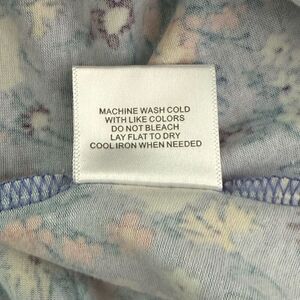 MACHINE WASH COLD
WITH LIKE COLORS
DO NOT BLEACH
LAY FLAT TO DRY
COOL IRON WHEN NEEDED